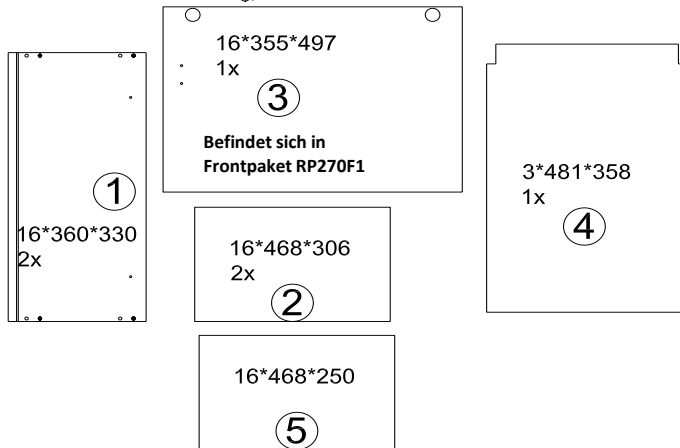 16*355*497
1x
3
Befindet sich in
Frontpaket RP270F1
1
16*360*330
2x
3*481*358
1x
4
16*468*306
2x
2
16*468*250
5